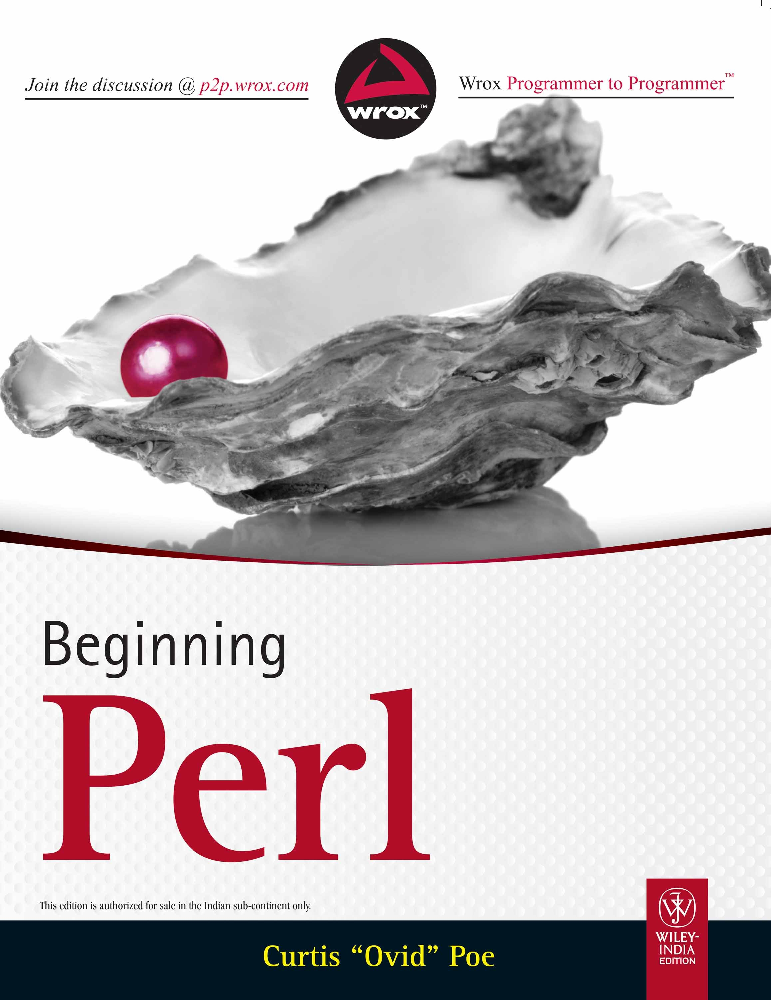 Join the discussion @ p2p.wrox.com
wrox™
Wrox Programmer to Programmer™
Beginning
Perl
This edition is authorized for sale in the Indian sub-continent only.
Curtis “Ovid” Poe
WILEY-
INDIA
EDITION